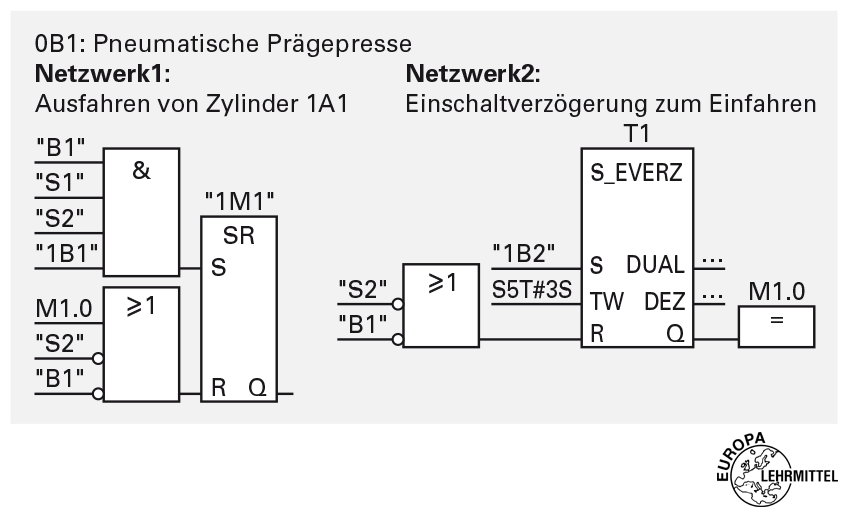 0B1: Pneumatische Prägepresse
Netzwerk1:
Ausfahren von Zylinder 1A1
"B1"
"S1"
"S2"
"1B1"
&
"1M1"
SR
S
M1.0
"S2"
"B1"
⩾1
R Q
Netzwerk2:
Einschaltverzögerung zum Einfahren
T1
S_EVERZ
"1B2"
S DUAL ...
"S2"
"B1"
⩾1
S5T#3S
TW DEZ ...
R Q
M1.0
=
EUROPA
LEHRMITTEL